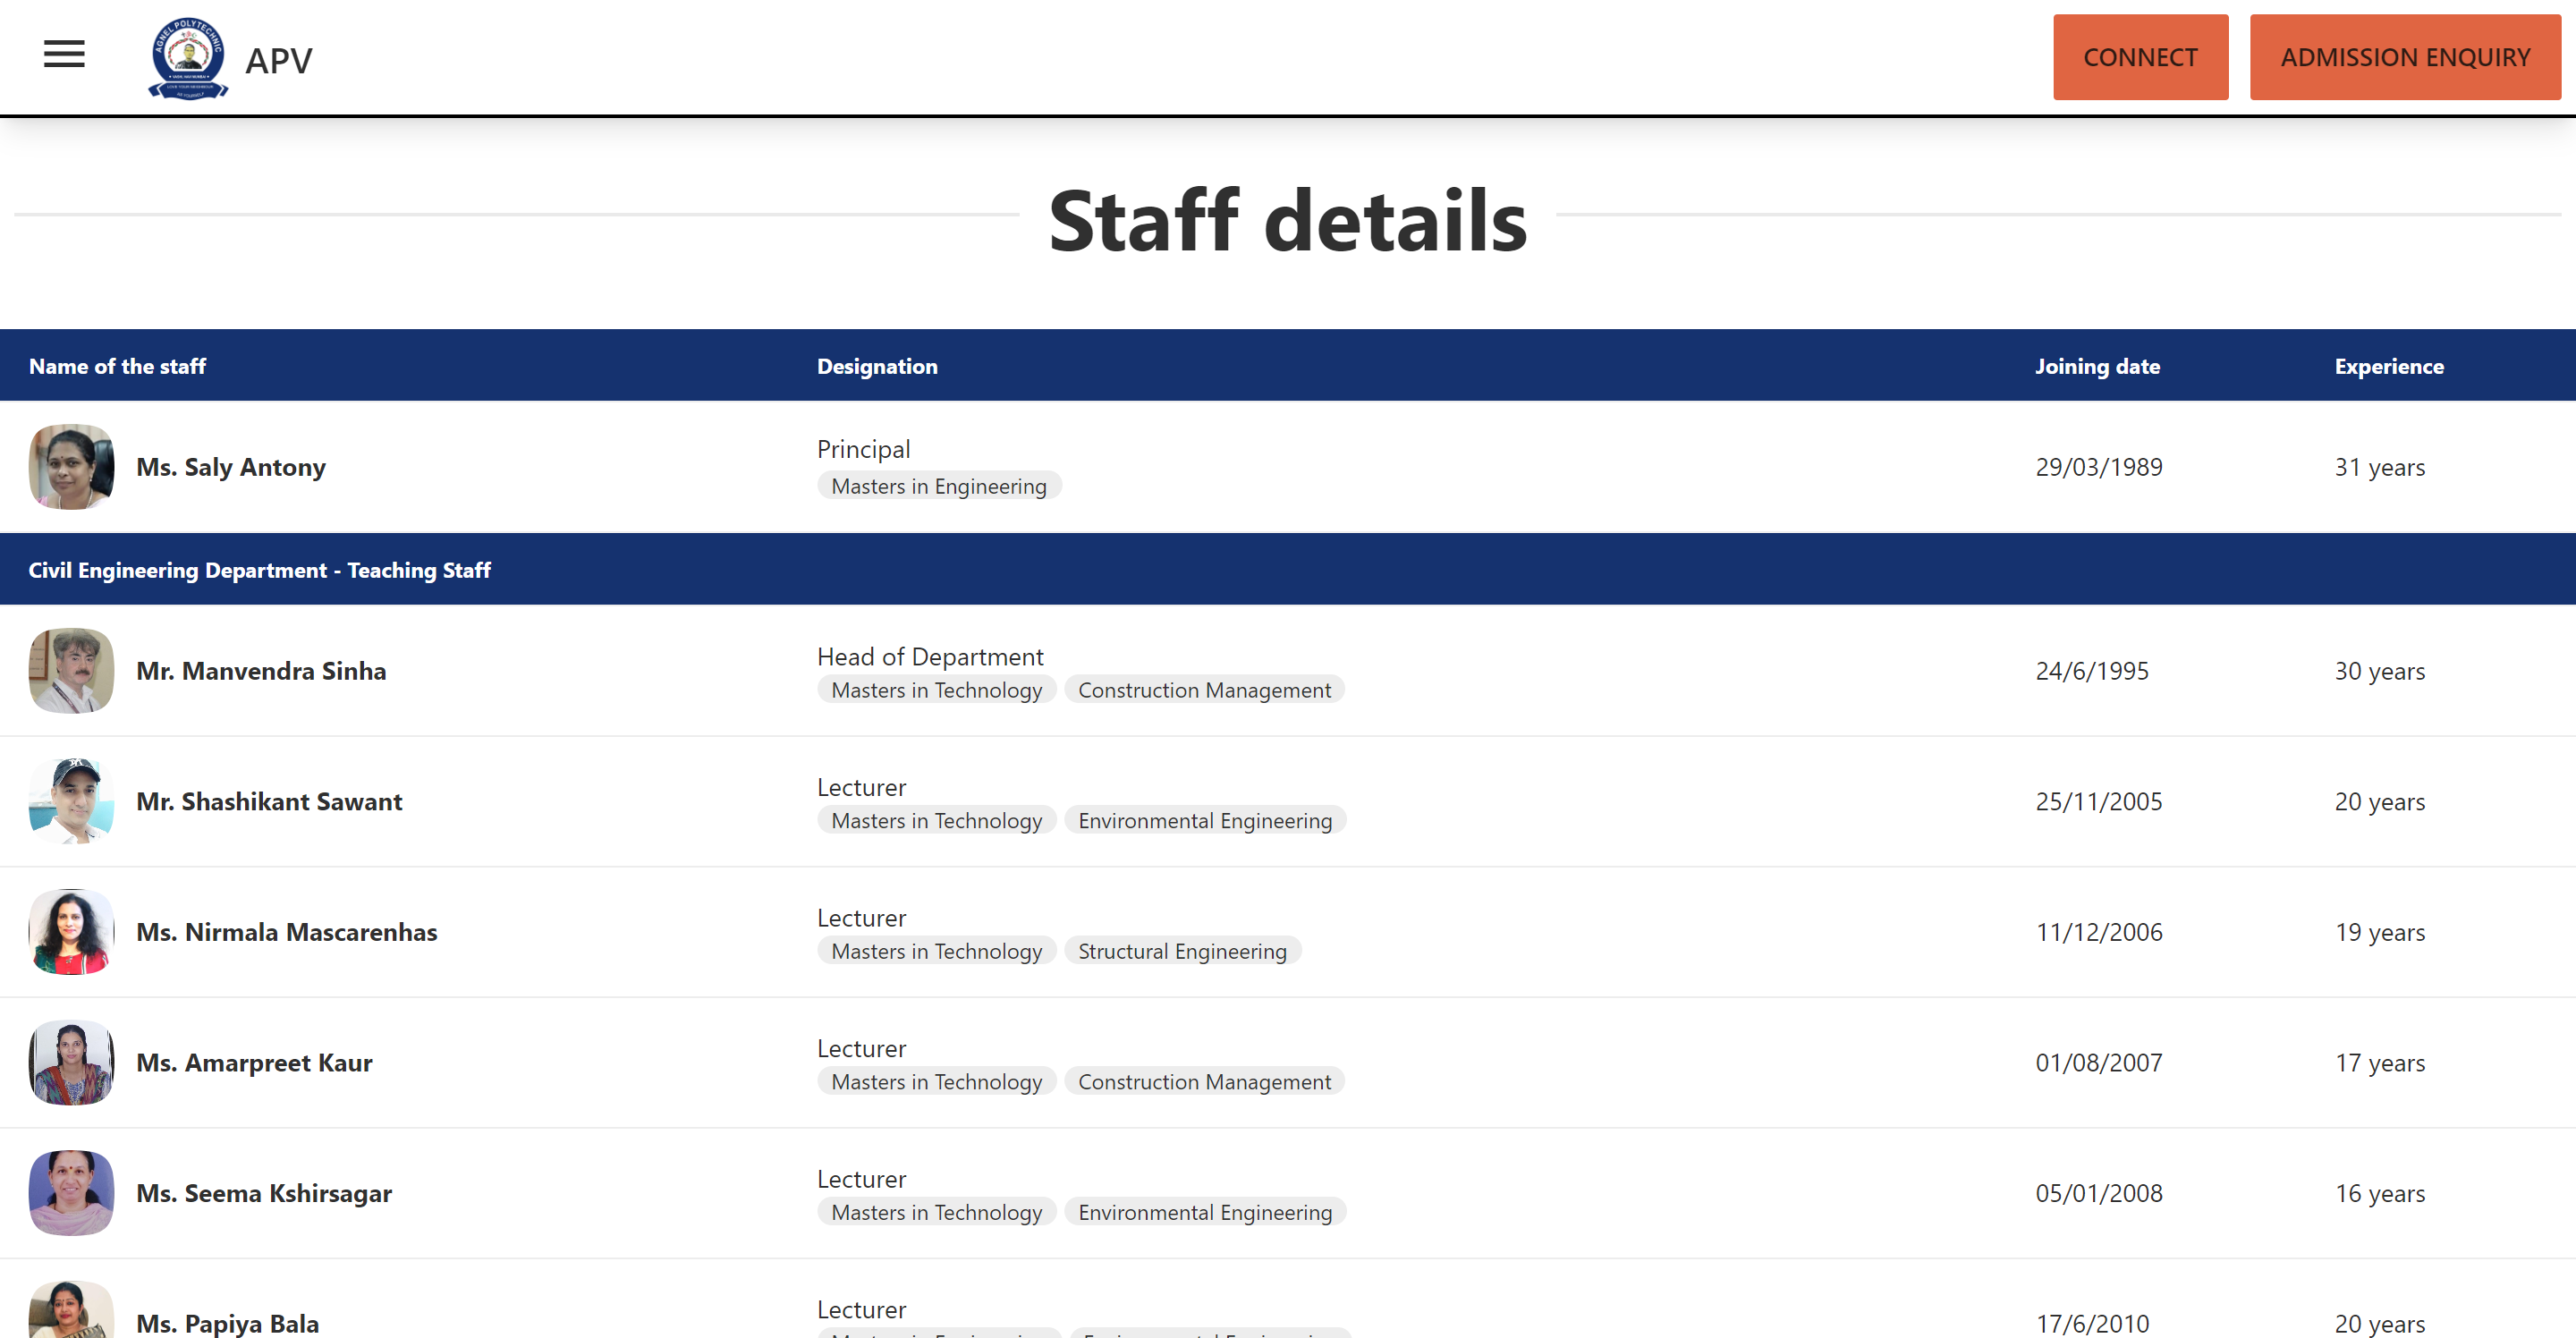 AGNEL POLYTECHNIC
APV
CONNECT
ADMISSION ENQUIRY
Staff details
Name of the staff Designation Joining date Experience
Ms. Saly Antony Principal 29/03/1989 31 years
Masters in Engineering
Civil Engineering Department - Teaching Staff
Mr. Manvendra Sinha Head of Department 24/6/1995 30 years
Masters in Technology Construction Management
Mr. Shashikant Sawant Lecturer 25/11/2005 20 years
Masters in Technology Environmental Engineering
Ms. Nirmala Mascarenhas Lecturer 11/12/2006 19 years
Masters in Technology Structural Engineering
Ms. Amarpreet Kaur Lecturer 01/08/2007 17 years
Masters in Technology Construction Management
Ms. Seema Kshirsagar Lecturer 05/01/2008 16 years
Masters in Technology Environmental Engineering
Ms. Papiya Bala Lecturer 17/6/2010 20 years